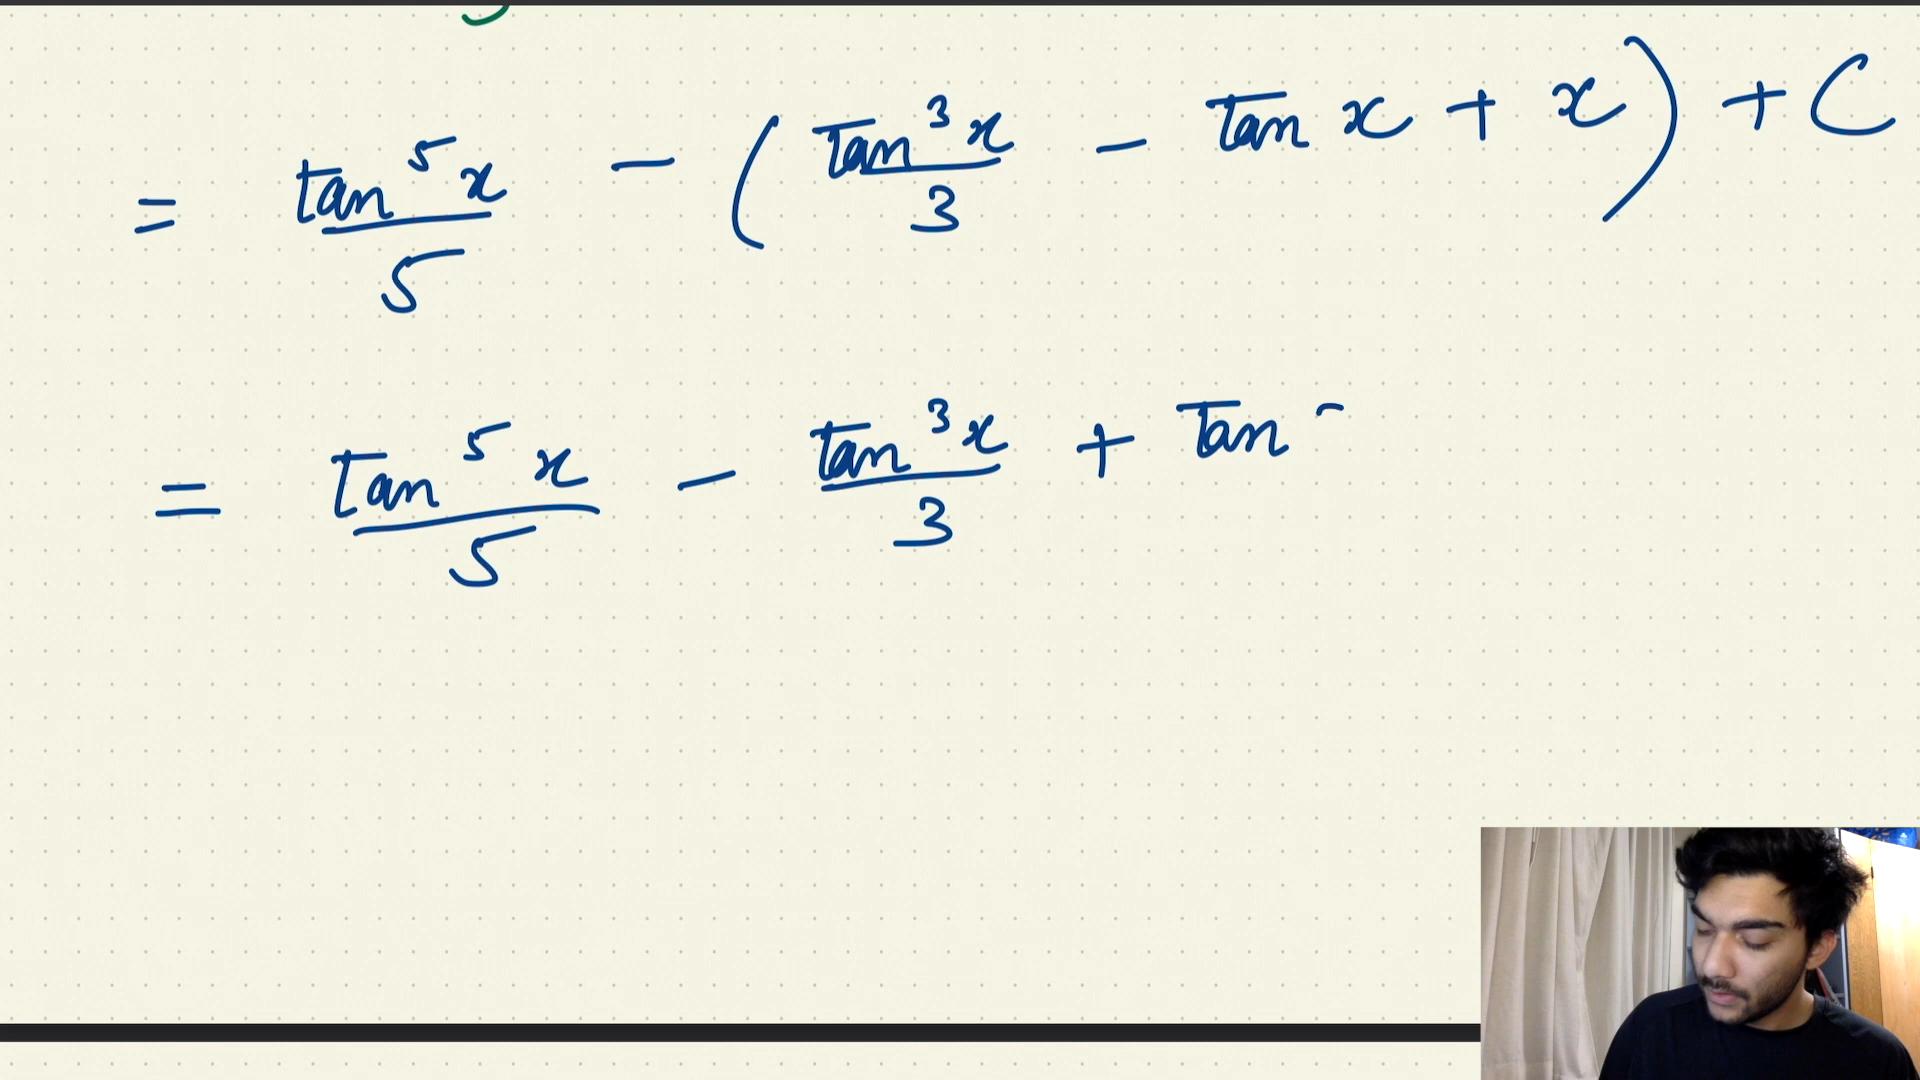 = tan⁵x/5 - (tan³x/3 - tan x + x) + C
= tan⁵x/5 - tan³x/3 + tan